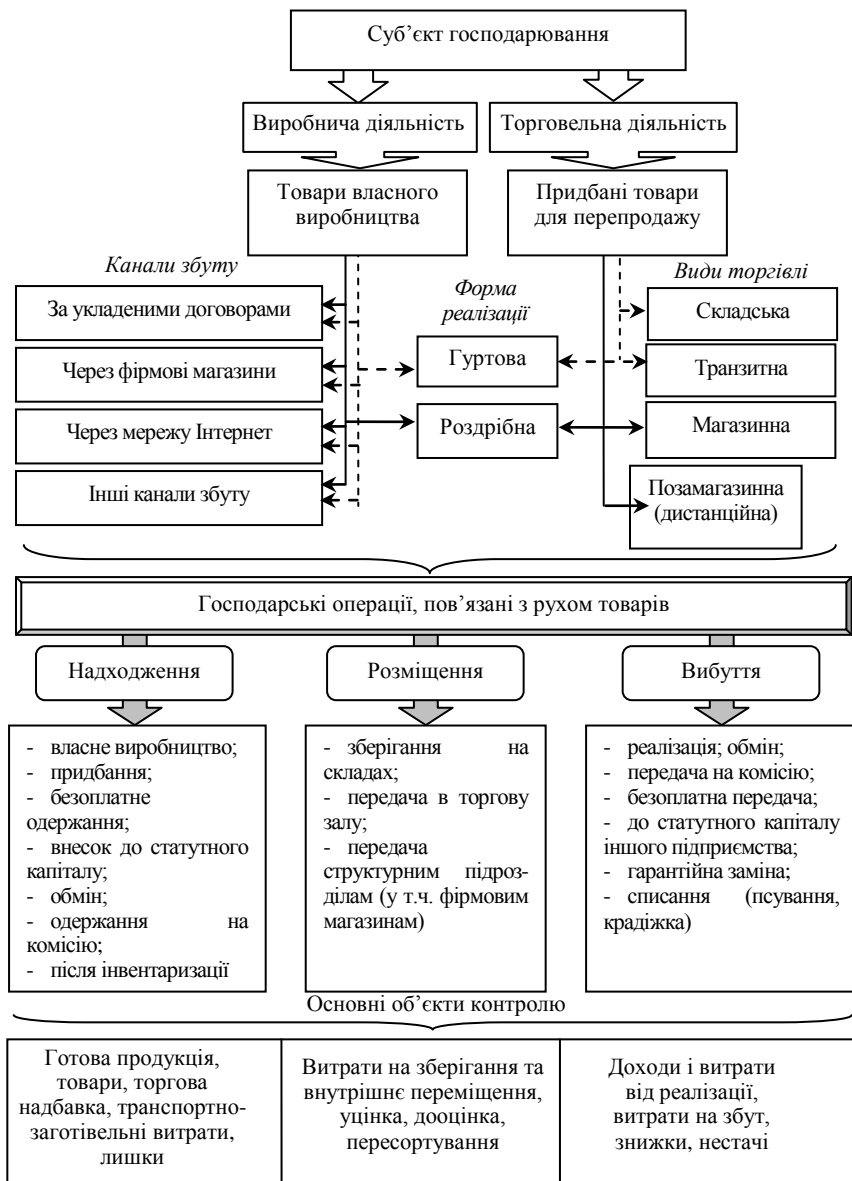 Суб’єкт господарювання
Виробнича діяльність
Торговельна діяльність
Товари власного
виробництва
Придбані товари
для перепродажу
Канали збуту
Форма
реалізації
Види торгівлі
За укладеними договорами
Через фірмові магазини
Через мережу Інтернет
Інші канали збуту
Гуртова
Роздрібна
Складська
Транзитна
Магазинна
Позамагазинна
(дистанційна)
Господарські операції, пов’язані з рухом товарів
Надходження
- власне виробництво;
- придбання;
- безоплатне
одержання;
- внесок до статутного
капіталу;
- обмін;
- одержання на
комісію;
- після інвентаризації
Розміщення
- зберігання на
складах;
- передача в торгову
залу;
- передача
структурним підроз-
ділам (у т.ч. фірмовим
магазинам)
Вибуття
- реалізація; обмін;
- передача на комісію;
- безоплатна передача;
- до статутного капіталу
іншого підприємства;
- гарантійна заміна;
- списання (псування,
крадіжка)
Основні об’єкти контролю
Готова продукція,
товари, торгова
надбавка, транспортно-
заготівельні витрати,
лишки
Витрати на зберігання та
внутрішнє переміщення,
уцінка, дооцінка,
пересортування
Доходи і витрати
від реалізації,
витрати на збут,
знижки, нестачі